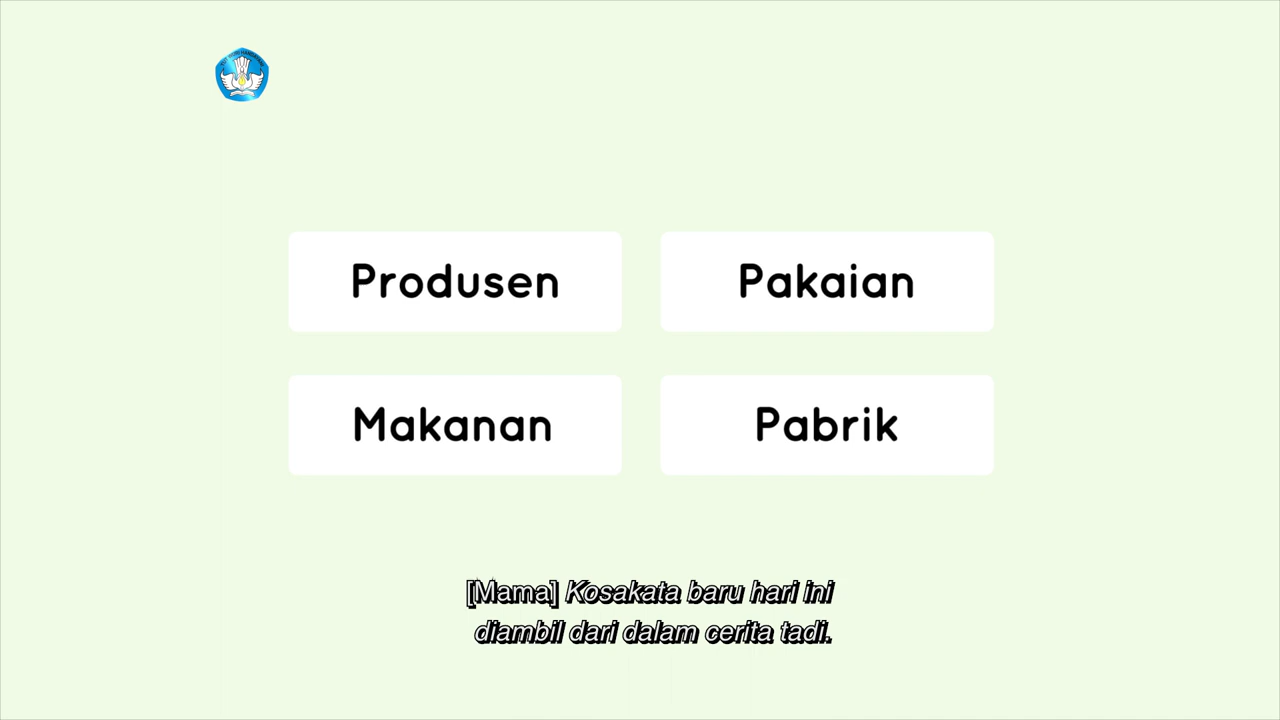 Produsen
Pakaian
Makanan
Pabrik
[Mama] Kosakata baru hari ini
diambil dari dalam cerita tadi.